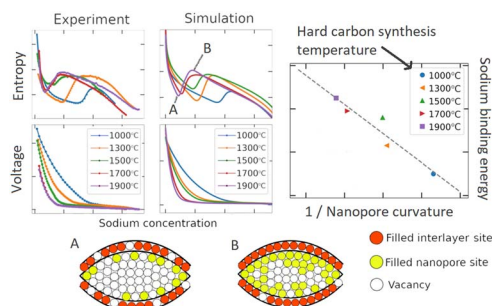 Experiment
Simulation
Entropy
B
A
Voltage
1000°C
1300°C
1500°C
1700°C
1900°C
1000°C
1300°C
1500°C
1700°C
1900°C
Sodium concentration
Hard carbon synthesis
temperature
1000°C
1300°C
1500°C
1700°C
1900°C
Sodium binding energy
1 / Nanopore curvature
A
B
Filled interlayer site
Filled nanopore site
Vacancy